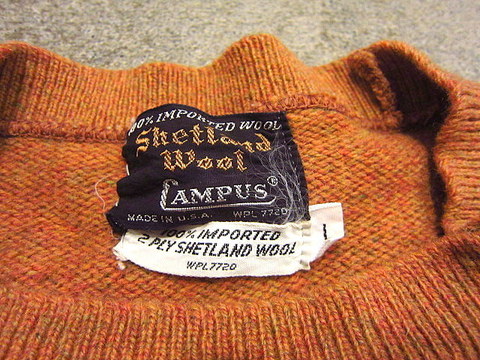 100% IMPORTED WOOL
Shetland
Wool
CAMPUS®
MADE IN U.S.A. WPL 7720
100% IMPORTED
2 PLY SHETLAND WOOL
WPL7720